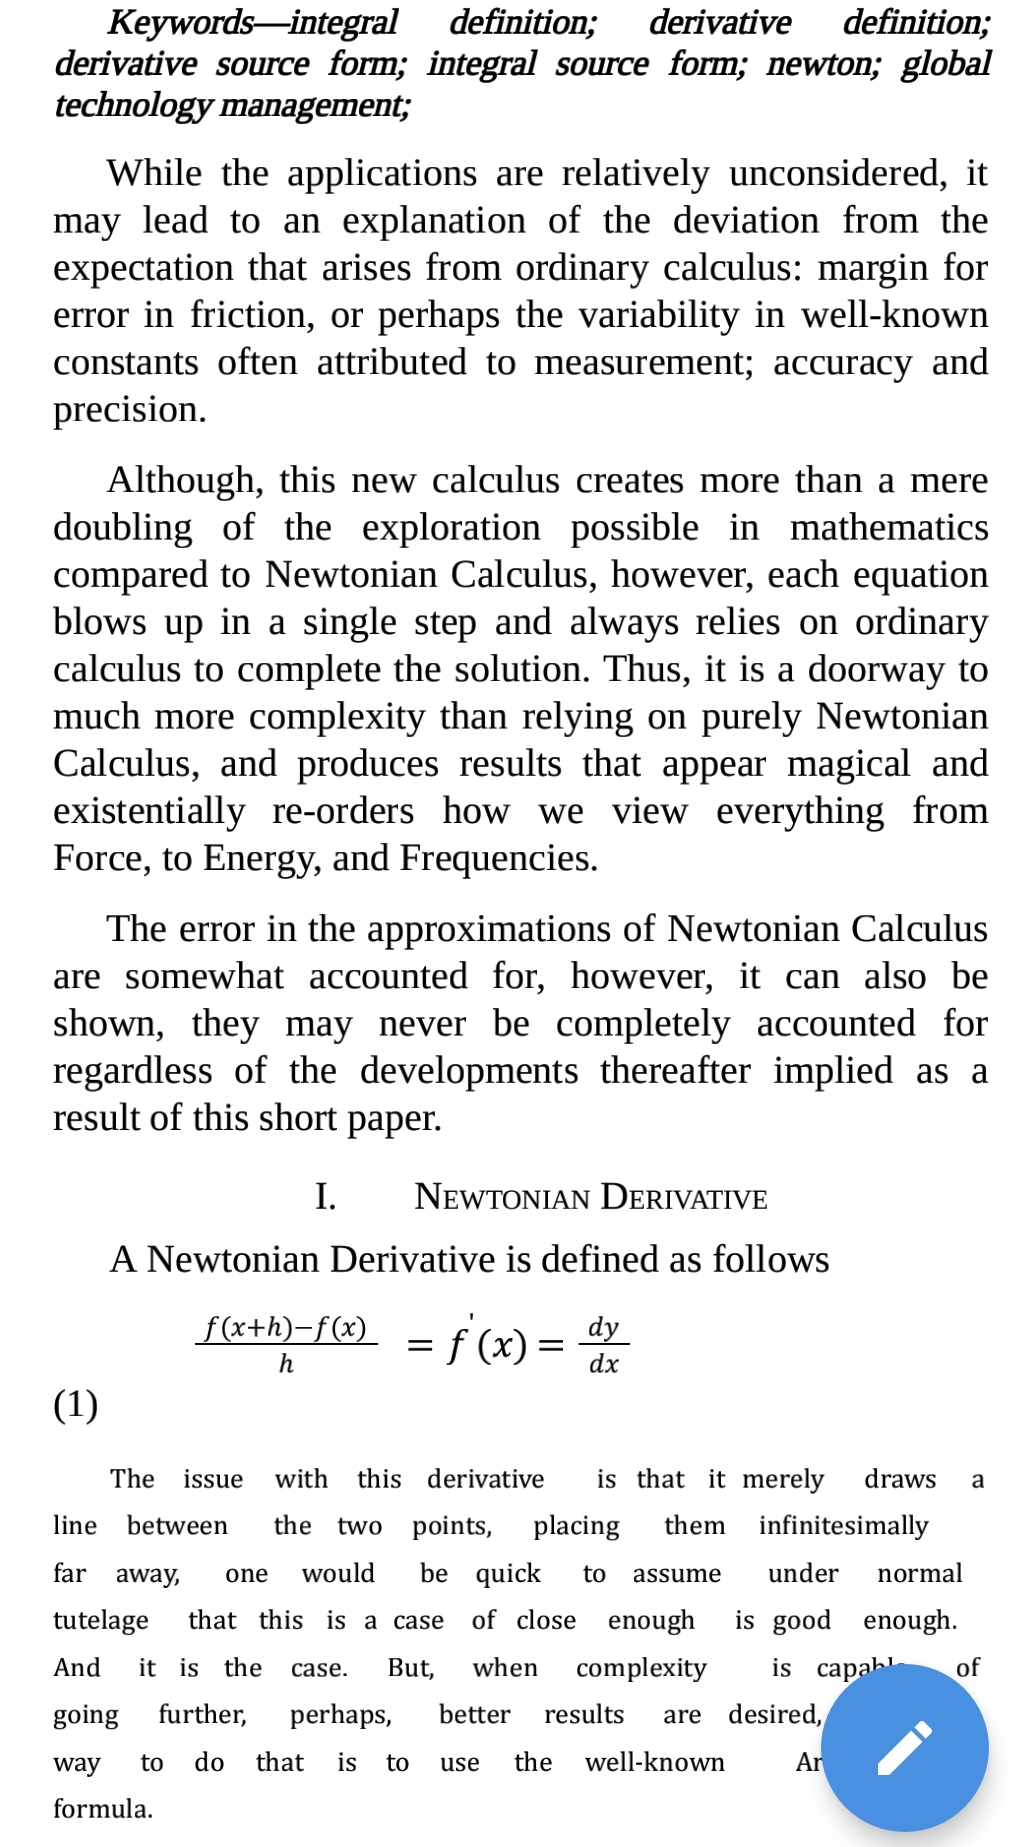 Keywords—integral definition; derivative definition;
derivative source form; integral source form; newton; global
technology management;
While the applications are relatively unconsidered, it
may lead to an explanation of the deviation from the
expectation that arises from ordinary calculus: margin for
error in friction, or perhaps the variability in well-known
constants often attributed to measurement; accuracy and
precision.
Although, this new calculus creates more than a mere
doubling of the exploration possible in mathematics
compared to Newtonian Calculus, however, each equation
blows up in a single step and always relies on ordinary
calculus to complete the solution. Thus, it is a doorway to
much more complexity than relying on purely Newtonian
Calculus, and produces results that appear magical and
existentially re-orders how we view everything from
Force, to Energy, and Frequencies.
The error in the approximations of Newtonian Calculus
are somewhat accounted for, however, it can also be
shown, they may never be completely accounted for
regardless of the developments thereafter implied as a
result of this short paper.
I. NEWTONIAN DERIVATIVE
A Newtonian Derivative is defined as follows
f(x+h)−f(x)/h = f'(x) = dy/dx
(1)
The issue with this derivative is that it merely draws a
line between the two points, placing them infinitesimally
far away, one would be quick to assume under normal
tutelage that this is a case of close enough is good enough.
And it is the case. But, when complexity is of
going further, perhaps, better results are desired,
way to do that is to use the well-known
formula.